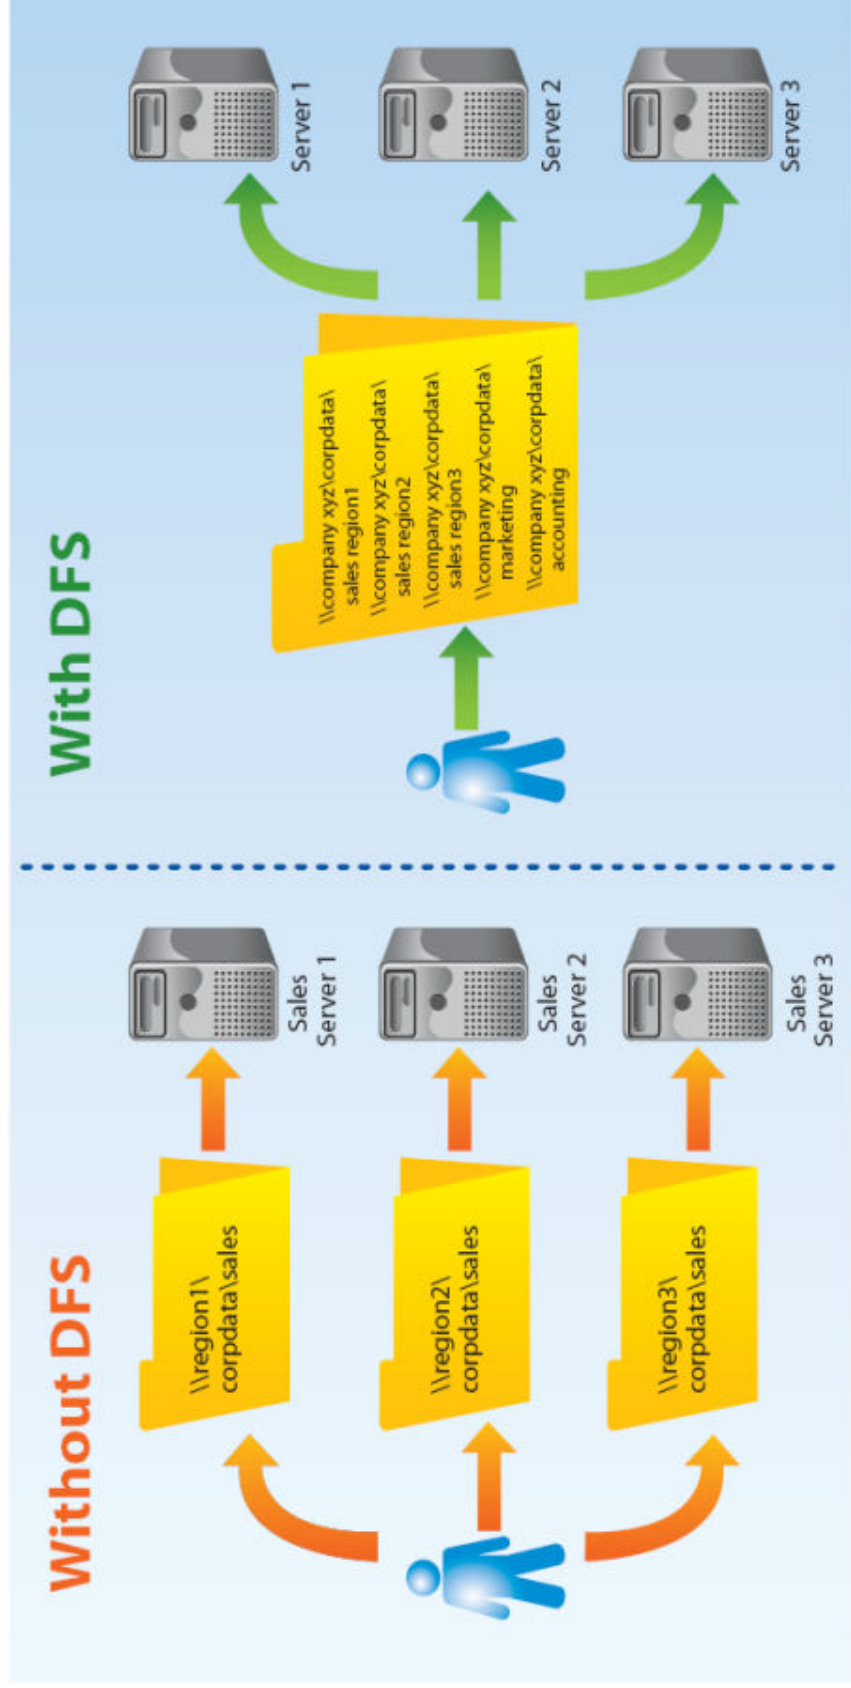 Without DFS
\\region1\
corpdata\sales
Sales
Server 1
\\region2\
corpdata\sales
Sales
Server 2
\\region3\
corpdata\sales
Sales
Server 3
With DFS
\\company xyz\corpdata\
sales region1
\\company xyz\corpdata\
sales region2
\\company xyz\corpdata\
sales region3
\\company xyz\corpdata\
marketing
\\company xyz\corpdata\
accounting
Server 1
Server 2
Server 3